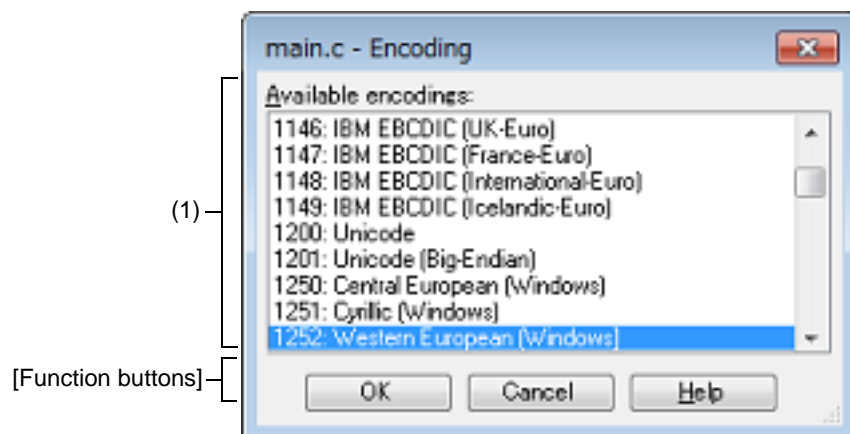 main.c - Encoding
Available encodings:
1146: IBM EBCDIC (UK-Euro)
1147: IBM EBCDIC (France-Euro)
1148: IBM EBCDIC (International-Euro)
1149: IBM EBCDIC (Icelandic-Euro)
(1)
1200: Unicode
1201: Unicode (Big-Endian)
1250: Central European (Windows)
1251: Cyrillic (Windows)
1252: Western European (Windows)
[Function buttons]
OK Cancel Help